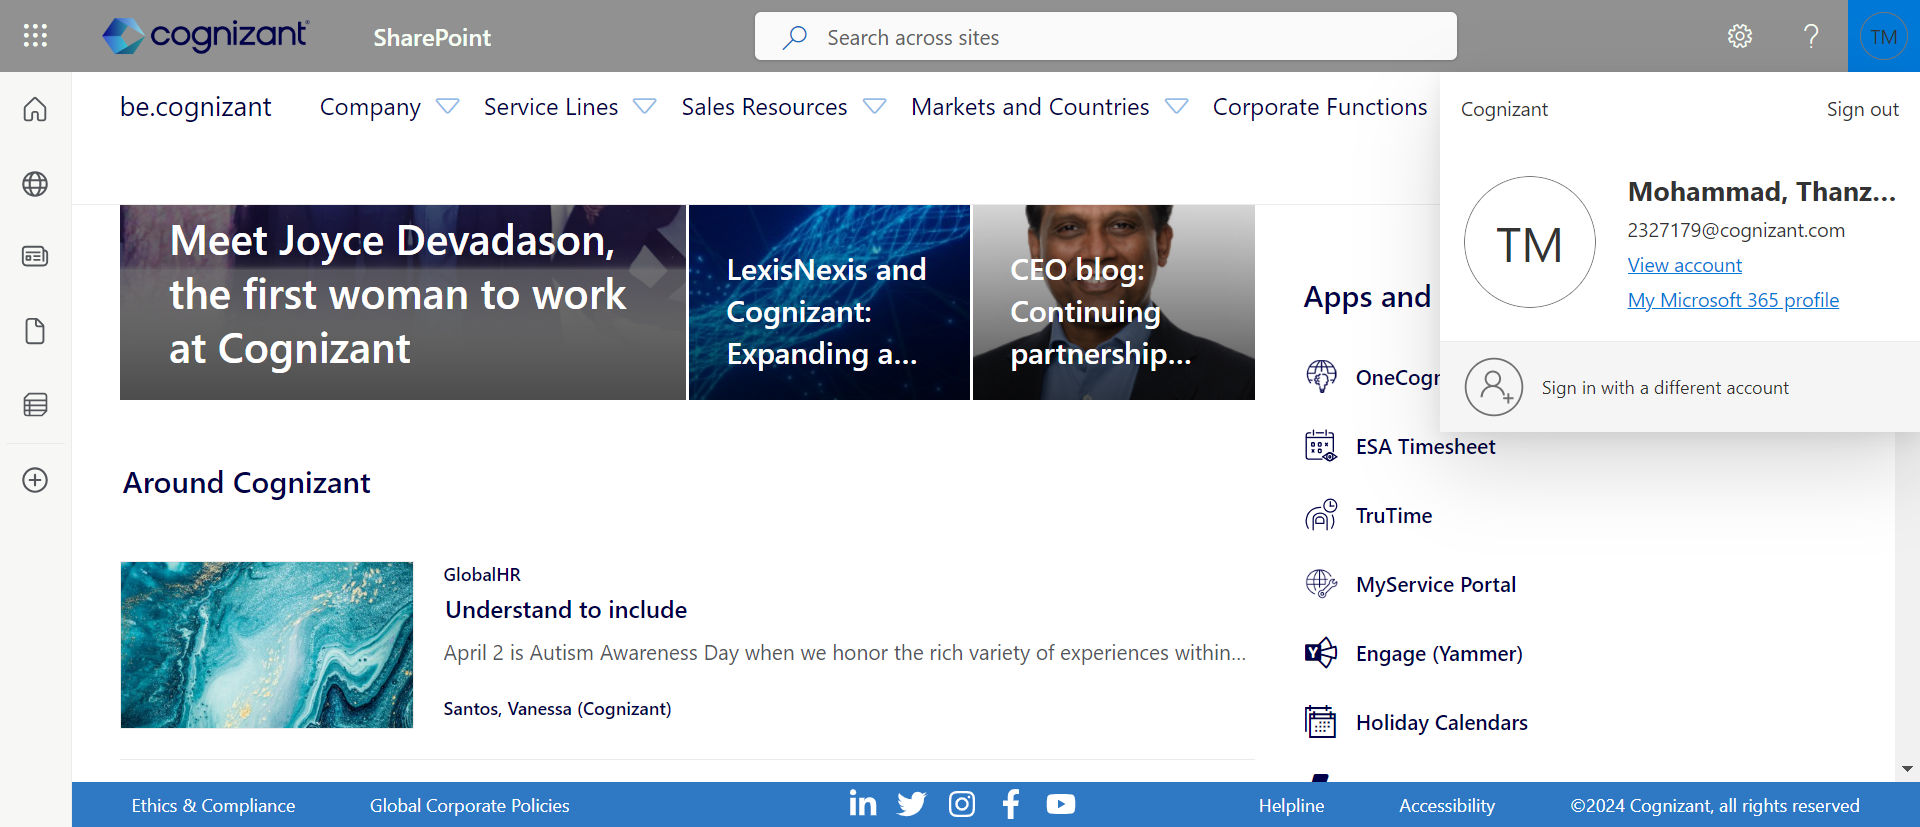 cognizant
SharePoint
Search across sites
TM
be.cognizant
Company
Service Lines
Sales Resources
Markets and Countries
Corporate Functions
Cognizant
Sign out
TM
Mohammad, Thanz...
2327179@cognizant.com
View account
My Microsoft 365 profile
Sign in with a different account
Meet Joyce Devadason,
the first woman to work
at Cognizant
LexisNexis and
Cognizant:
Expanding a...
CEO blog:
Continuing
partnership...
Apps and
OneCogn
ESA Timesheet
TruTime
MyService Portal
Engage (Yammer)
Holiday Calendars
Around Cognizant
GlobalHR
Understand to include
April 2 is Autism Awareness Day when we honor the rich variety of experiences within...
Santos, Vanessa (Cognizant)
Ethics & Compliance
Global Corporate Policies
Helpline
Accessibility
©2024 Cognizant, all rights reserved